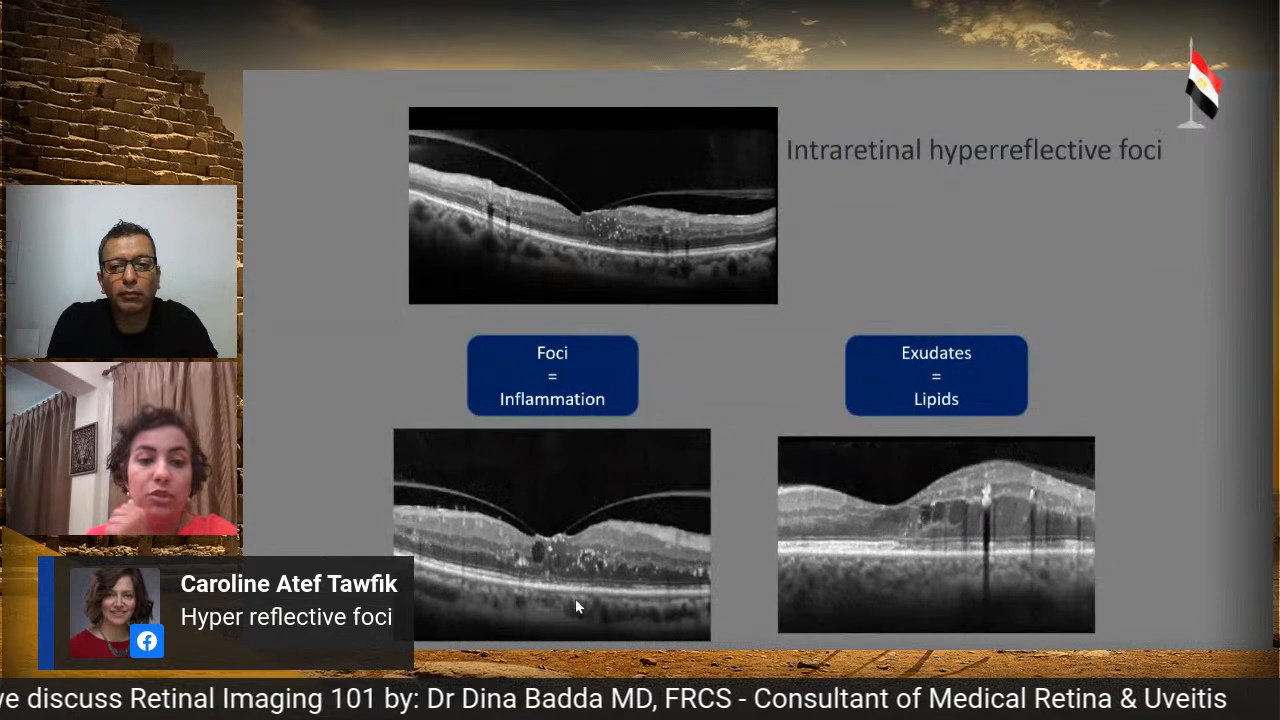 Intraretinal hyperreflective foci
Foci
=
Inflammation
Exudates
=
Lipids
Caroline Atef Tawfik
Hyper reflective foci
discuss Retinal Imaging 101 by: Dr Dina Badda MD, FRCS - Consultant of Medical Retina & Uveitis